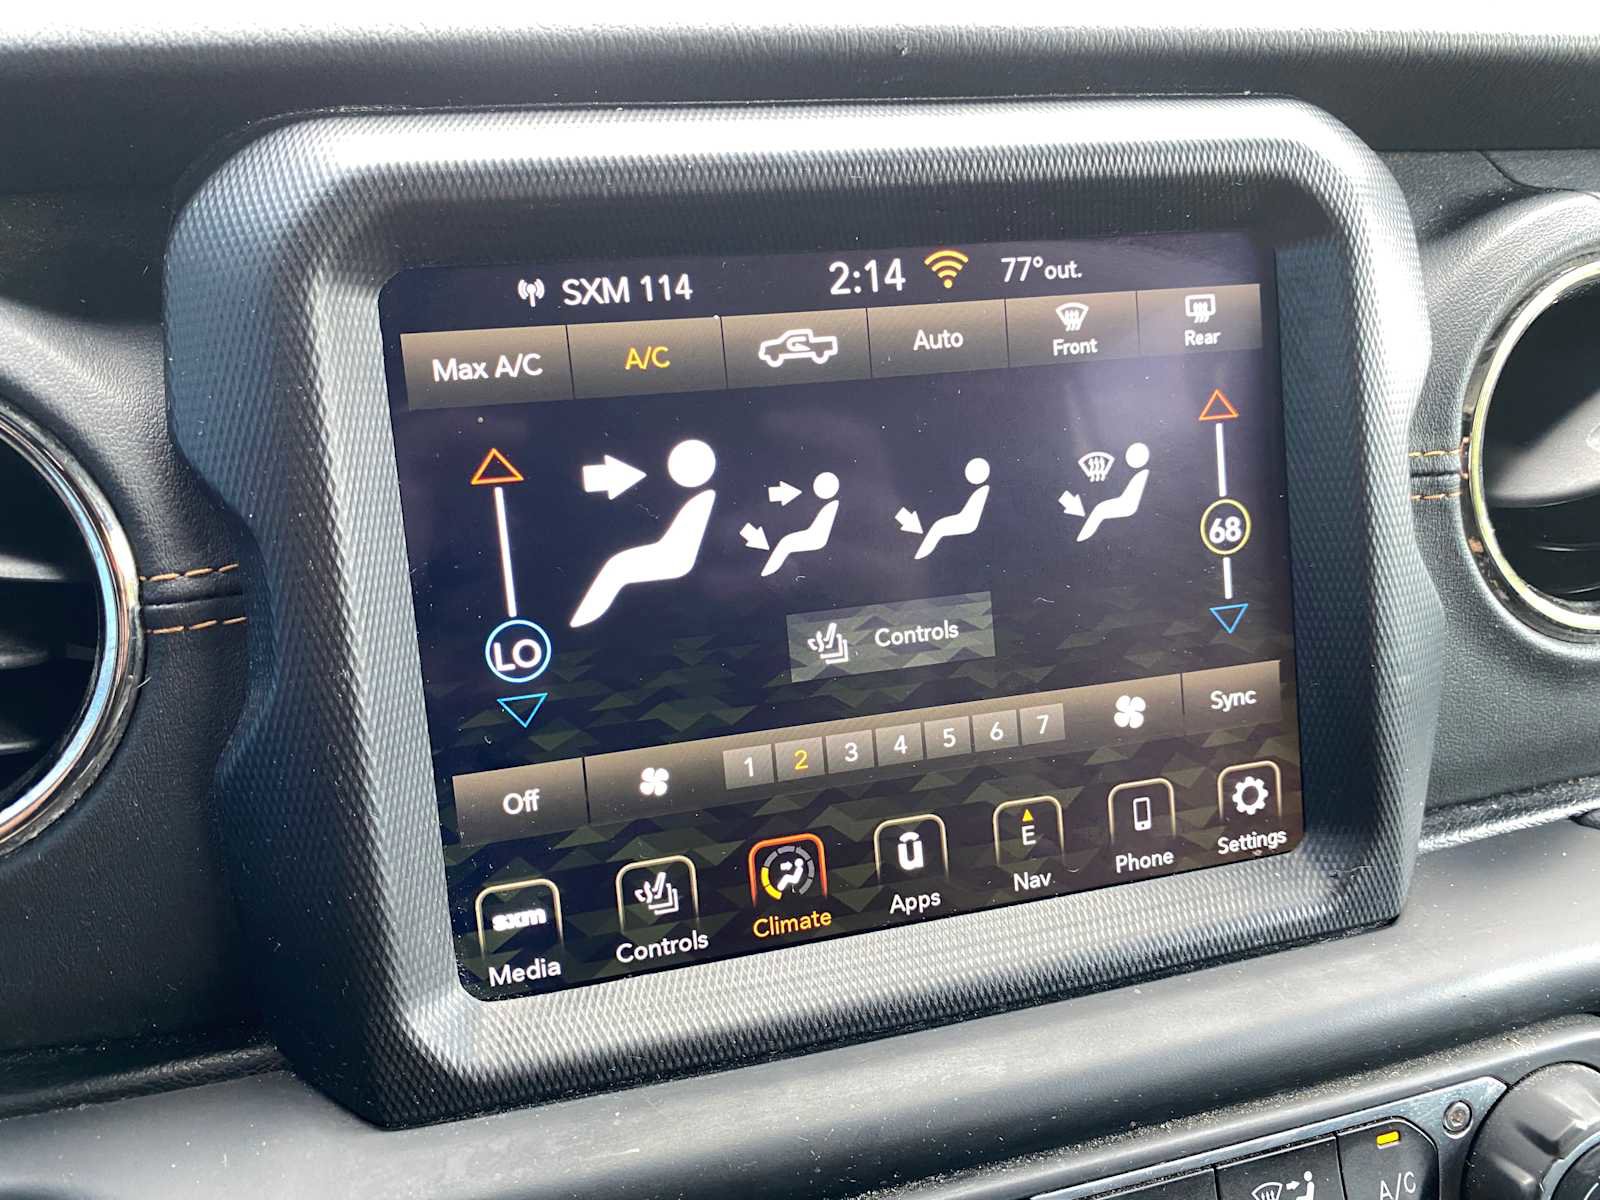 SXM 114 2:14 77° out.
Max A/C A/C Auto Front Rear
68
LO
Controls
Off 1 2 3 4 5 6 7 Sync
sxm E
Media Controls Climate Apps Nav Phone Settings
A/C